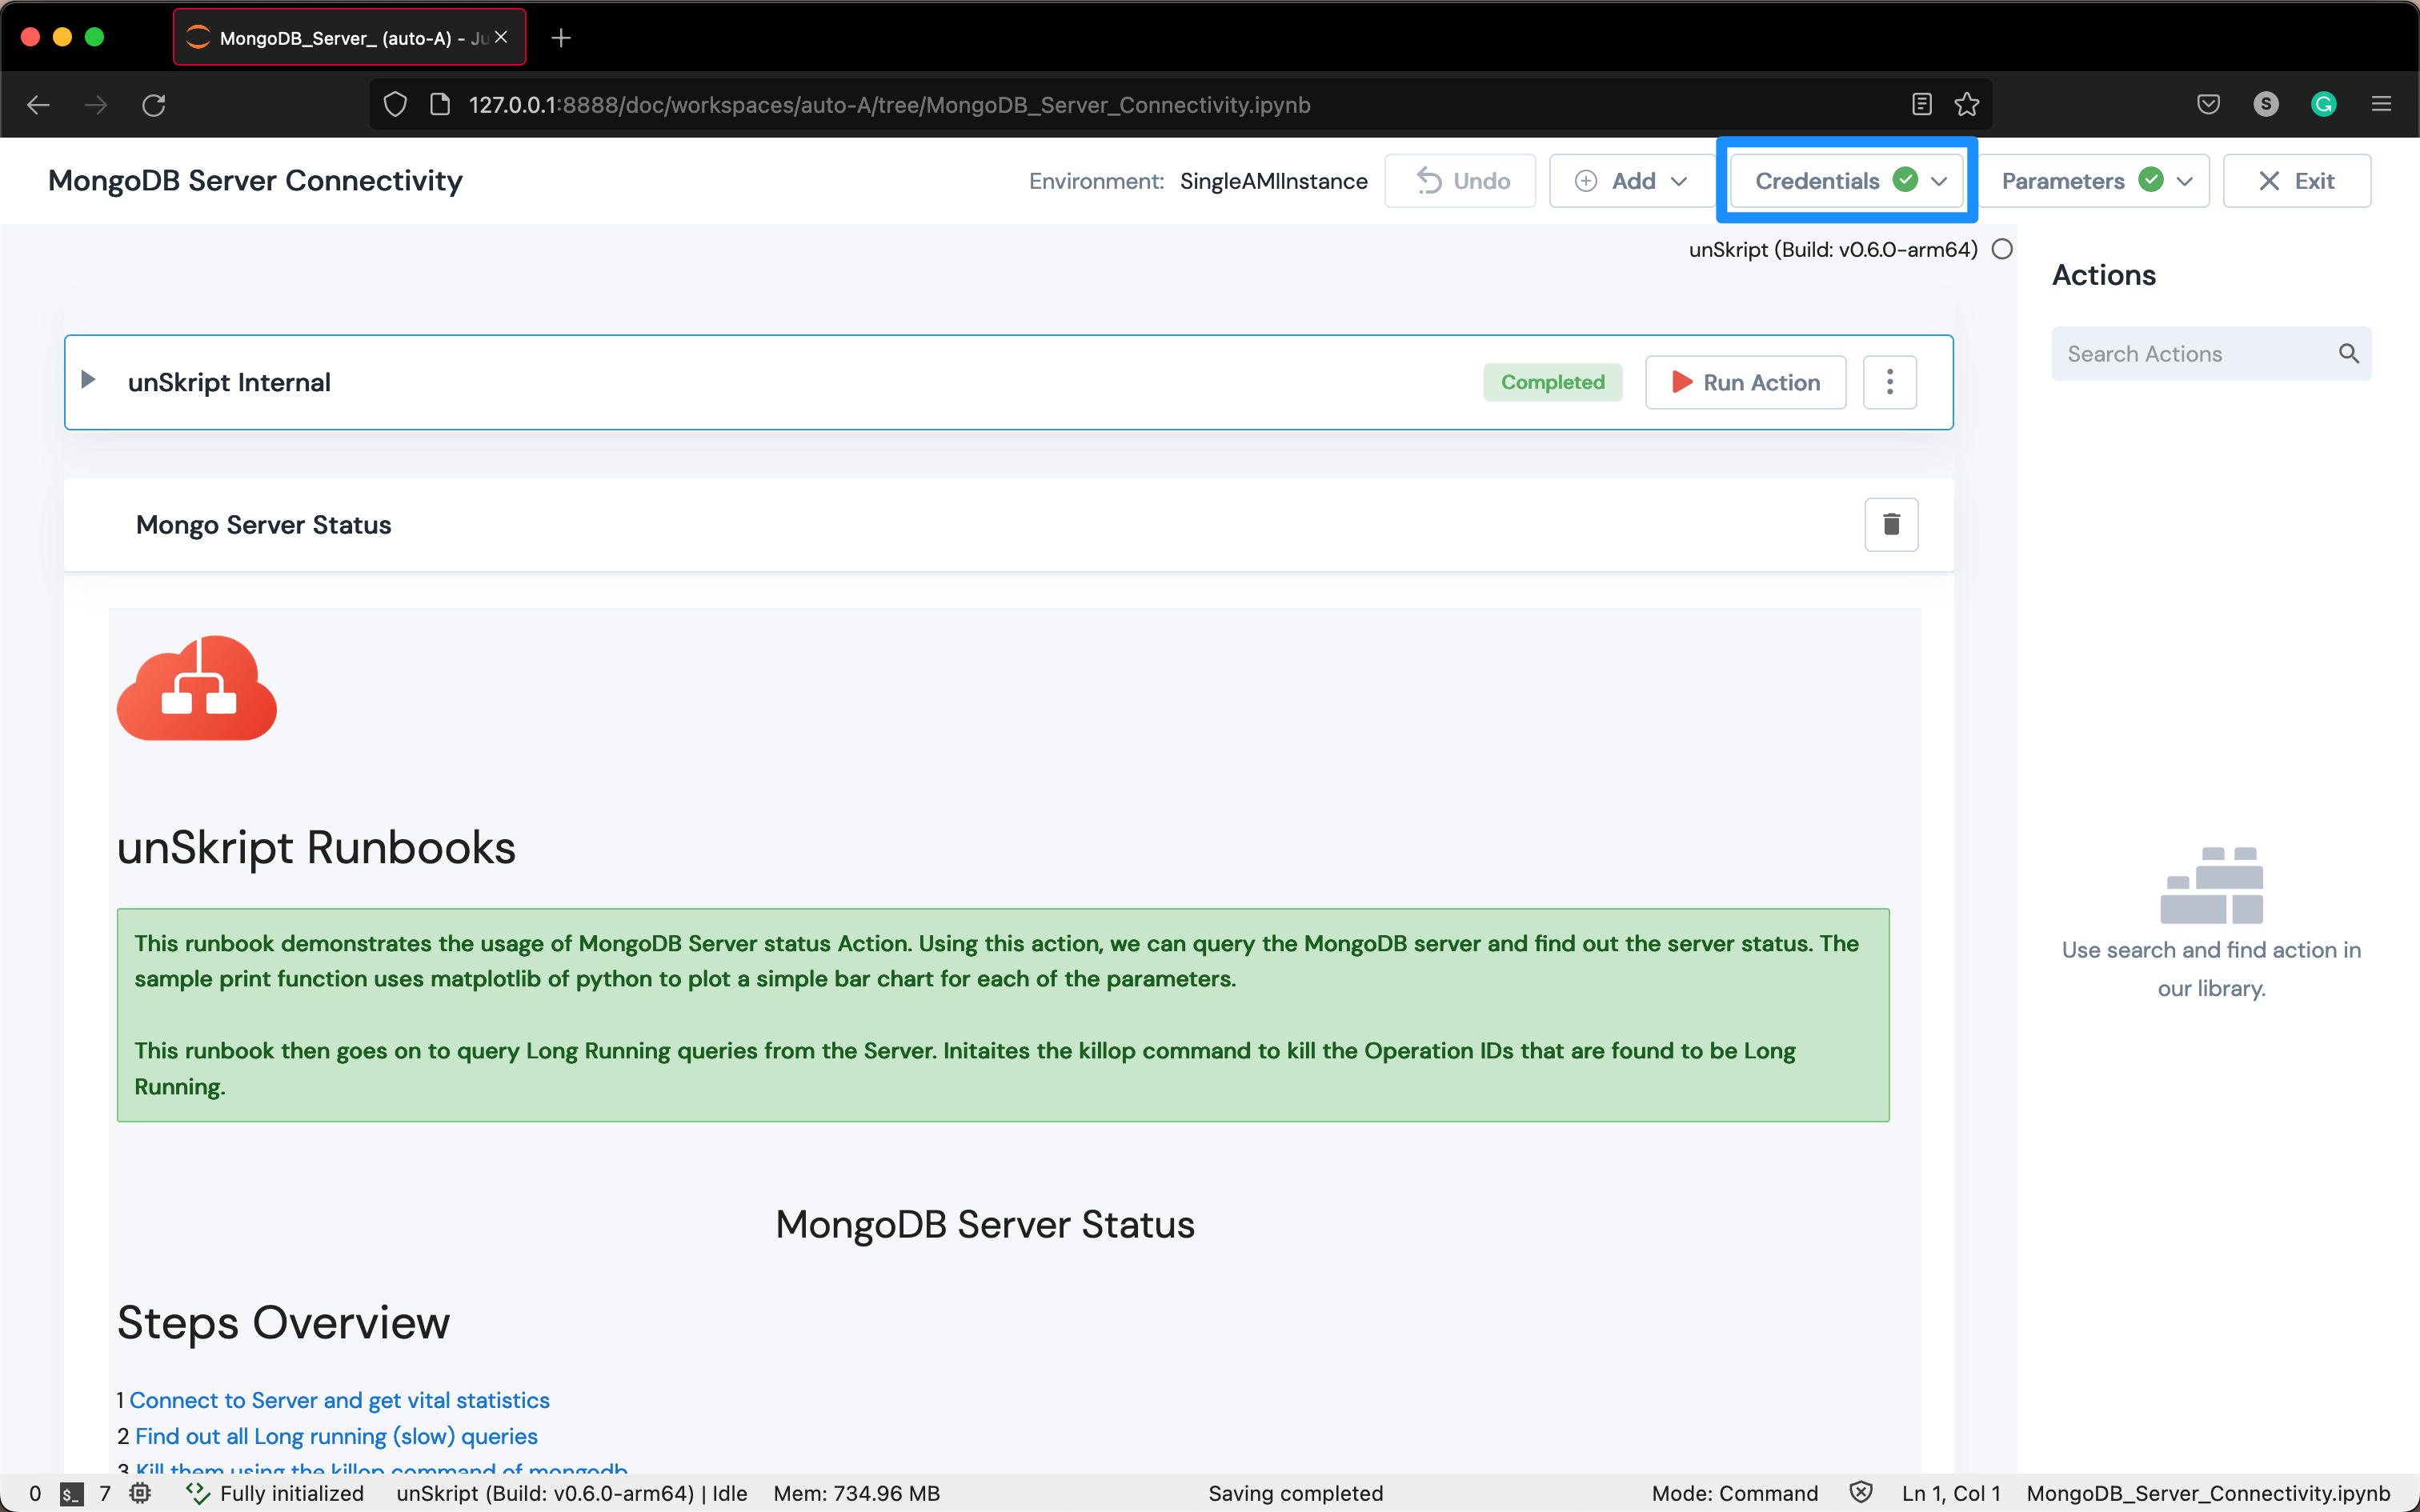 MongoDB_Server_ (auto-A) - Ju
127.0.0.1:8888/doc/workspaces/auto-A/tree/MongoDB_Server_Connectivity.ipynb
S
G
MongoDB Server Connectivity
Environment: SingleAMIInstance
Undo
Add
Credentials
Parameters
Exit
unSkript (Build: v0.6.0-arm64)
Actions
Search Actions
unSkript Internal
Completed
Run Action
Mongo Server Status
unSkript Runbooks
This runbook demonstrates the usage of MongoDB Server status Action. Using this action, we can query the MongoDB server and find out the server status. The
sample print function uses matplotlib of python to plot a simple bar chart for each of the parameters.
This runbook then goes on to query Long Running queries from the Server. Initaites the killop command to kill the Operation IDs that are found to be Long
Running.
Use search and find action in
our library.
MongoDB Server Status
Steps Overview
1 Connect to Server and get vital statistics
2 Find out all Long running (slow) queries
3 Kill them using the killop command of mongodb
0 $_ 7 Fully initialized unSkript (Build: v0.6.0-arm64) | Idle Mem: 734.96 MB Saving completed Mode: Command Ln 1, Col 1 MongoDB_Server_Connectivity.ipynb